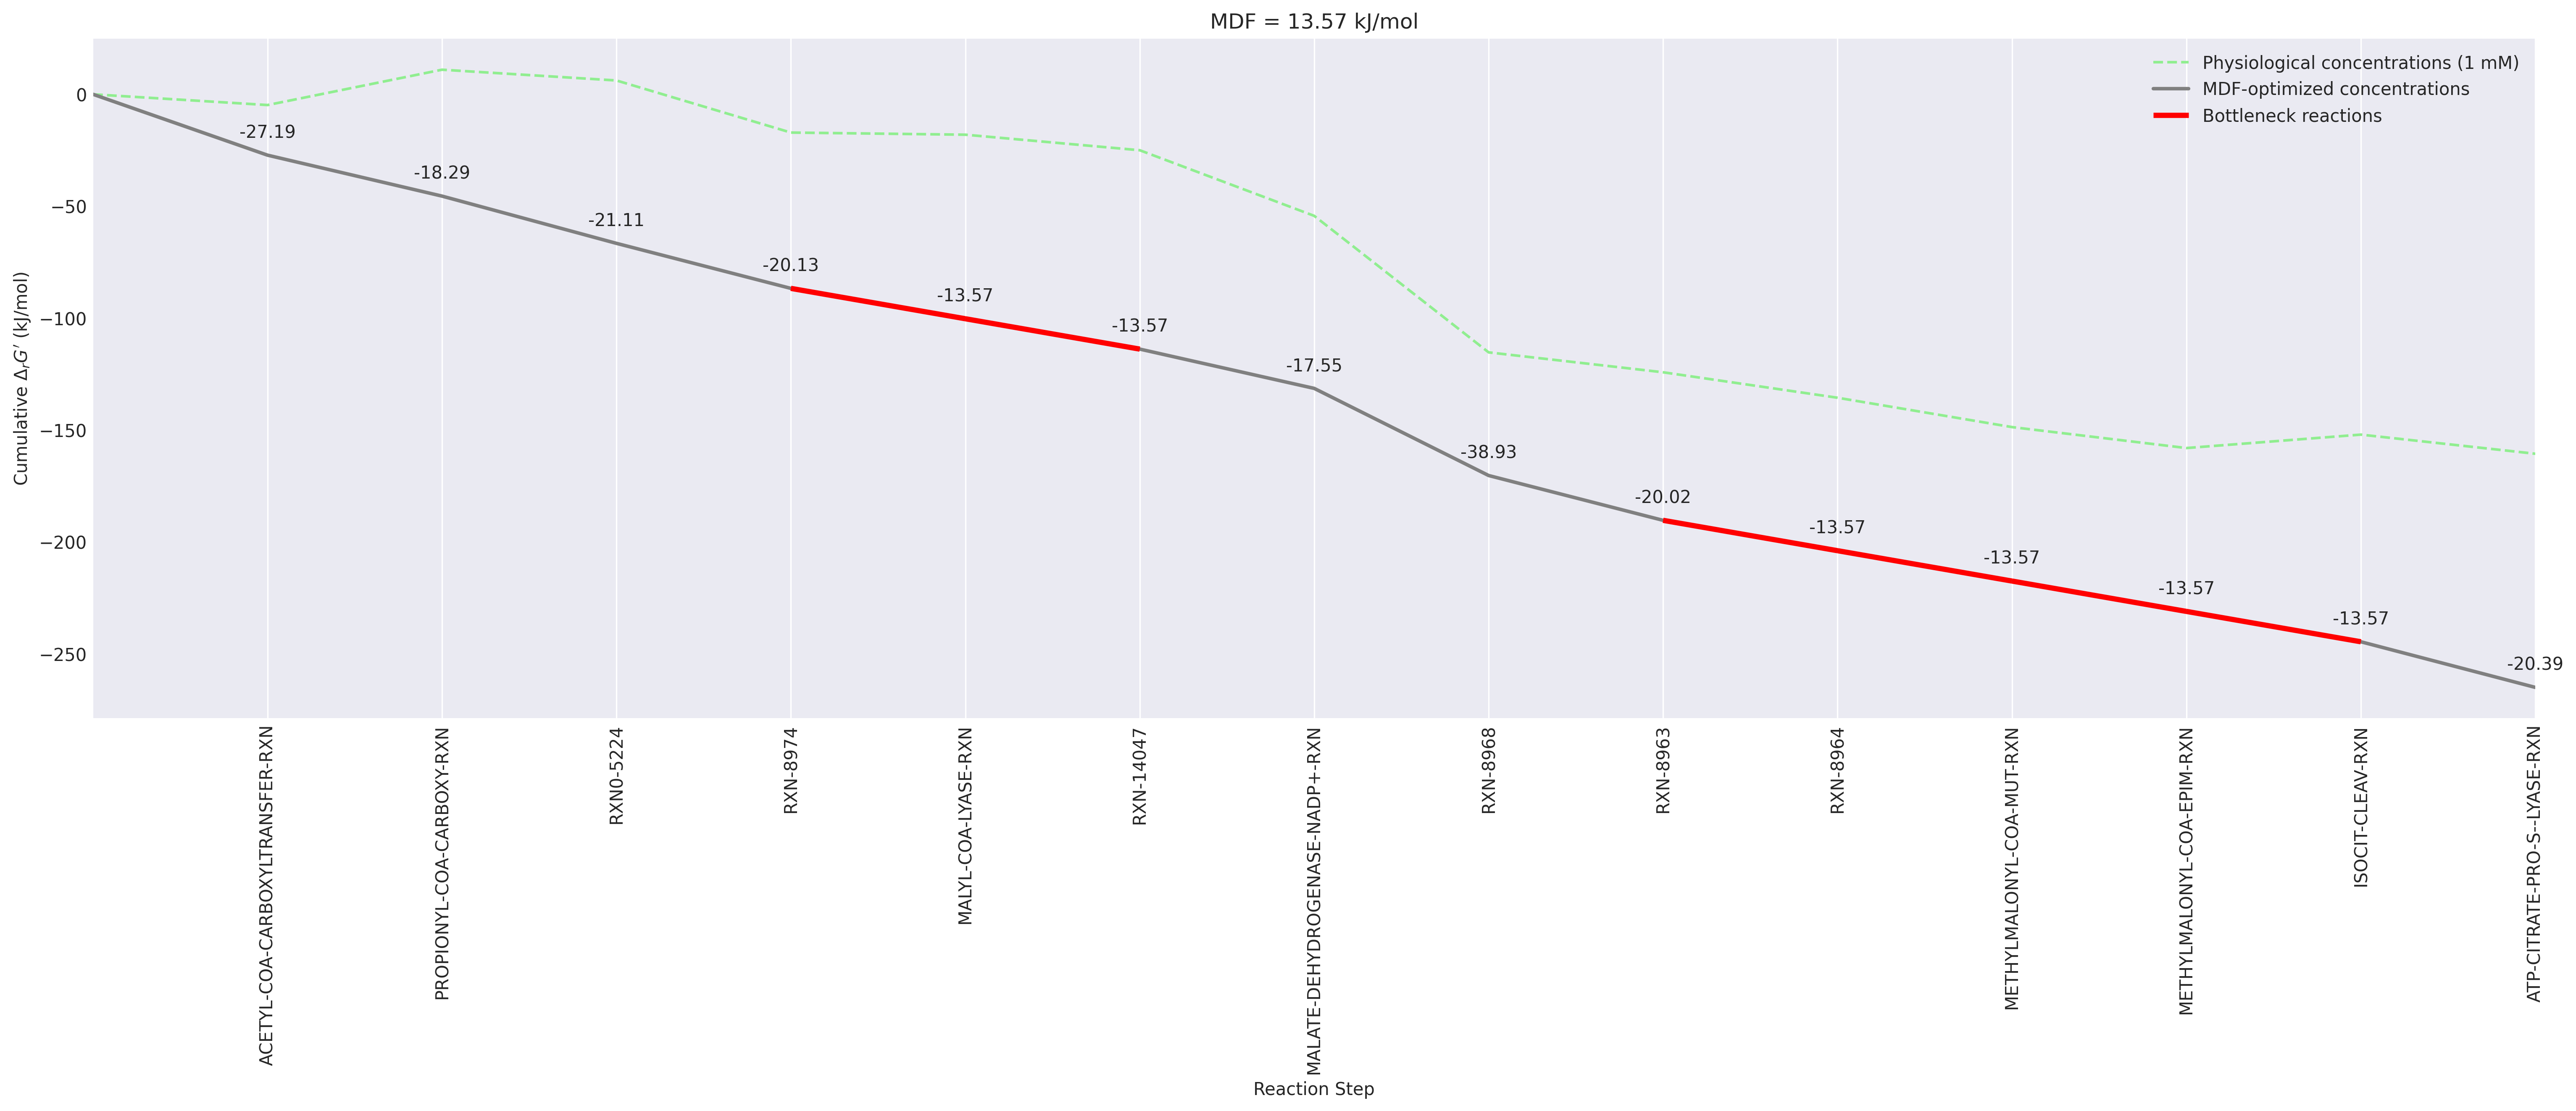 MDF = 13.57 kJ/mol
Physiological concentrations (1 mM)
MDF-optimized concentrations
Bottleneck reactions
Cumulative ΔrG′ (kJ/mol)
0
−50
−100
−150
−200
−250
-27.19
-18.29
-21.11
-20.13
-13.57
-13.57
-17.55
-38.93
-20.02
-13.57
-13.57
-13.57
-13.57
-20.39
ACETYL-COA-CARBOXYLTRANSFER-RXN
PROPIONYL-COA-CARBOXY-RXN
RXN0-5224
RXN-8974
MALYL-COA-LYASE-RXN
RXN-14047
MALATE-DEHYDROGENASE-NADP+-RXN
RXN-8968
RXN-8963
RXN-8964
METHYLMALONYL-COA-MUT-RXN
METHYLMALONYL-COA-EPIM-RXN
ISOCIT-CLEAV-RXN
ATP-CITRATE-PRO-S--LYASE-RXN
Reaction Step